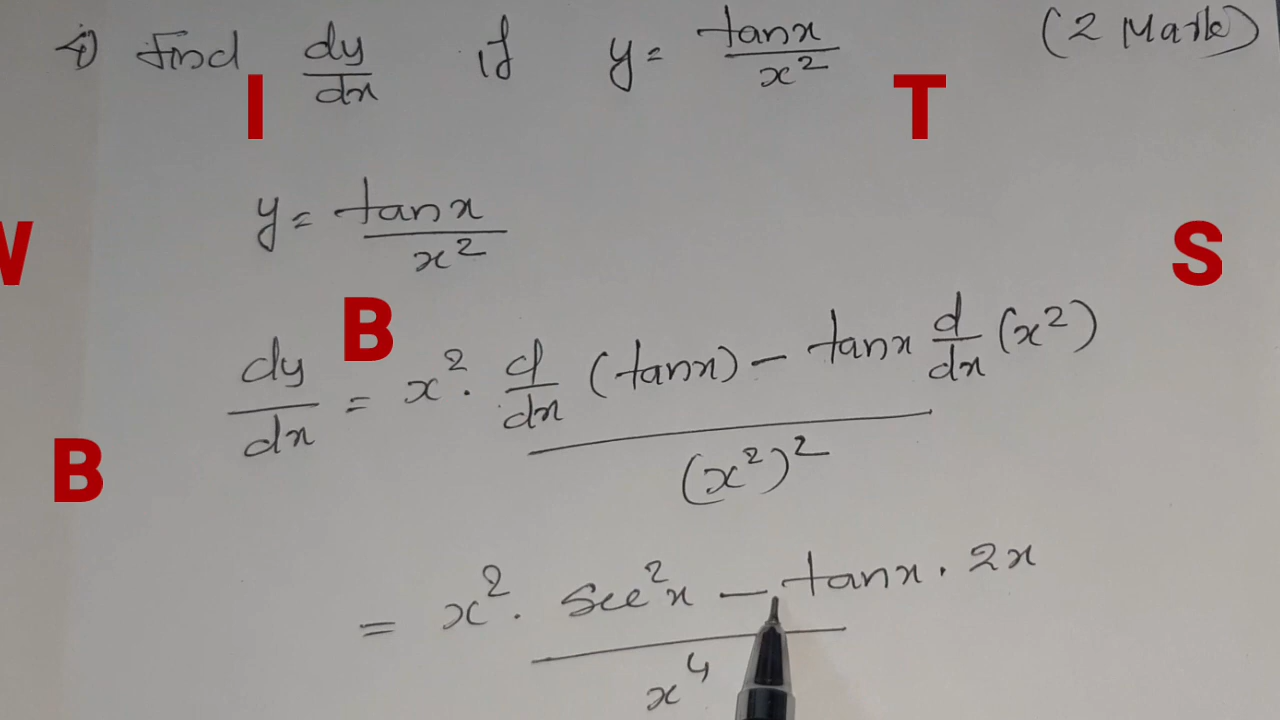 i) Find dy/dx if y = tanx/x² (2 Mark)
I T
y = tanx/x²
W S
B
dy/dx = x². d/dx (tanx) - tanx d/dx (x²) / (x²)²
B
= x². sec²x - tanx. 2x / x⁴